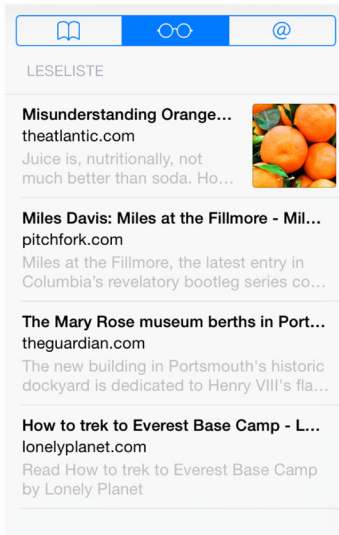 @
LESELISTE
Misunderstanding Orange...
theatlantic.com
Juice is, nutritionally, not
much better than soda. Ho...
Miles Davis: Miles at the Fillmore - Mil...
pitchfork.com
Miles at the Fillmore, the latest entry in
Columbia's revelatory bootleg series co...
The Mary Rose museum berths in Port...
theguardian.com
The new building in Portsmouth's historic
dockyard is dedicated to Henry VIII's fla...
How to trek to Everest Base Camp - L...
lonelyplanet.com
Read How to trek to Everest Base Camp
by Lonely Planet